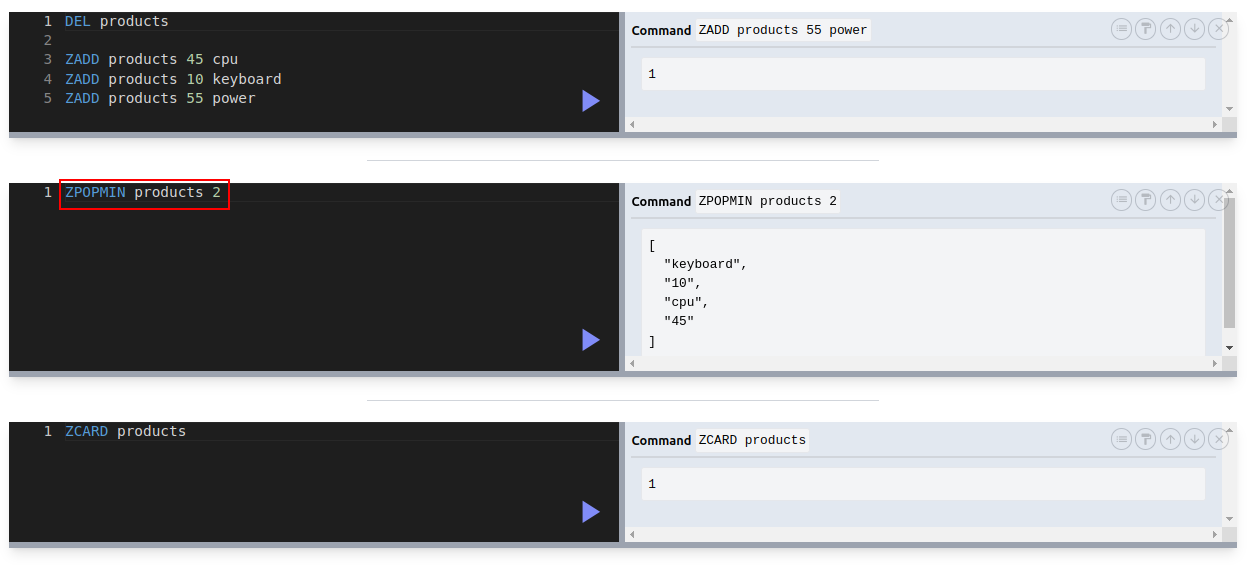 1 DEL products
2
3 ZADD products 45 cpu
4 ZADD products 10 keyboard
5 ZADD products 55 power
Command ZADD products 55 power
1
1 ZPOPMIN products 2
Command ZPOPMIN products 2
[
"keyboard",
"10",
"cpu",
"45"
]
1 ZCARD products
Command ZCARD products
1